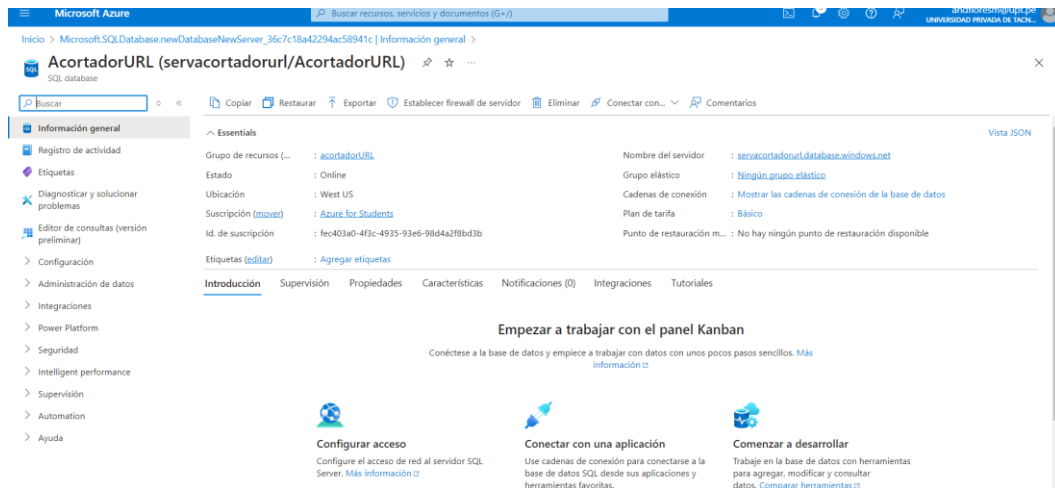 Microsoft Azure
Buscar recursos, servicios y documentos (G+/)
UNIVERSIDAD PRIVADA DE TACN...
Inicio > Microsoft.SQLDatabase.newDatabaseNewServer_36c7c18a42294ac58941c | Información general >
AcortadorURL (servacortadorurl/AcortadorURL)
SQL database
Buscar
Copiar Restaurar Exportar Establecer firewall de servidor Eliminar Conectar con... Comentarios
Información general
Registro de actividad
Etiquetas
Diagnosticar y solucionar
problemas
Editor de consultas (versión
preliminar)
Configuración
Administración de datos
Integraciones
Power Platform
Seguridad
Intelligent performance
Supervisión
Automation
Ayuda
Essentials
Vista JSON
Grupo de recursos (... : acortadorURL
Estado : Online
Ubicación : West US
Suscripción (mover) : Azure for Students
Id. de suscripción : fec403a0-4f3c-4935-93e6-98d4a2f8bd3b
Nombre del servidor : servacortadorurl.database.windows.net
Grupo elástico : Ningún grupo elástico
Cadenas de conexión : Mostrar las cadenas de conexión de la base de datos
Plan de tarifa : Básico
Punto de restauración m... : No hay ningún punto de restauración disponible
Etiquetas (editar) : Agregar etiquetas
Introducción Supervisión Propiedades Características Notificaciones (0) Integraciones Tutoriales
Empezar a trabajar con el panel Kanban
Conéctese a la base de datos y empiece a trabajar con datos con unos pocos pasos sencillos. Más
información
Configurar acceso
Configure el acceso de red al servidor SQL
Server. Más información
Conectar con una aplicación
Use cadenas de conexión para conectarse a la
base de datos SQL desde sus aplicaciones y
herramientas favoritas.
Comenzar a desarrollar
Trabaje en la base de datos con herramientas
para agregar, modificar y consultar
datos. Comparar herramientas